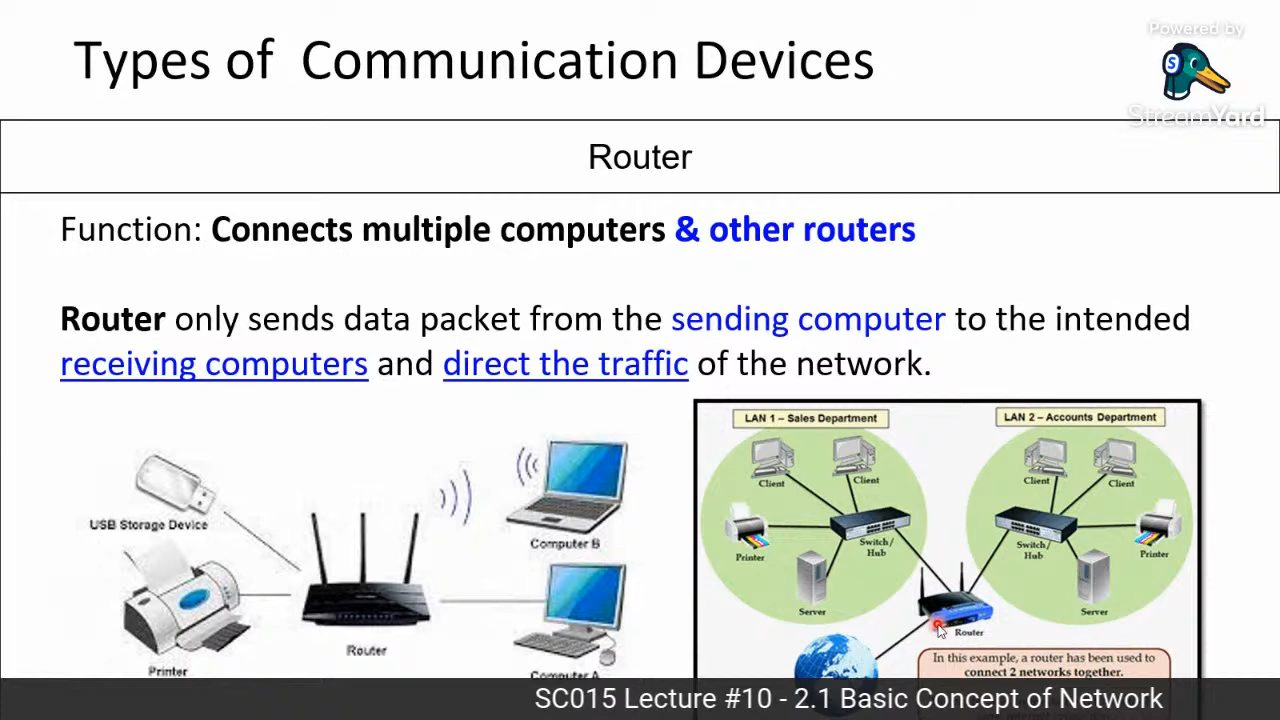 Types of Communication Devices
Powered by
S
StreamYard
Router
Function: Connects multiple computers & other routers
Router only sends data packet from the sending computer to the intended
receiving computers and direct the traffic of the network.
USB Storage Device
Computer B
Router
Printer
Computer A
LAN 1 – Sales Department
LAN 2 – Accounts Department
Client
Client
Client
Client
Printer
Switch/
Hub
Switch/
Hub
Printer
Server
Server
Router
In this example, a router has been used to
connect 2 networks together.
SC015 Lecture #10 - 2.1 Basic Concept of Network